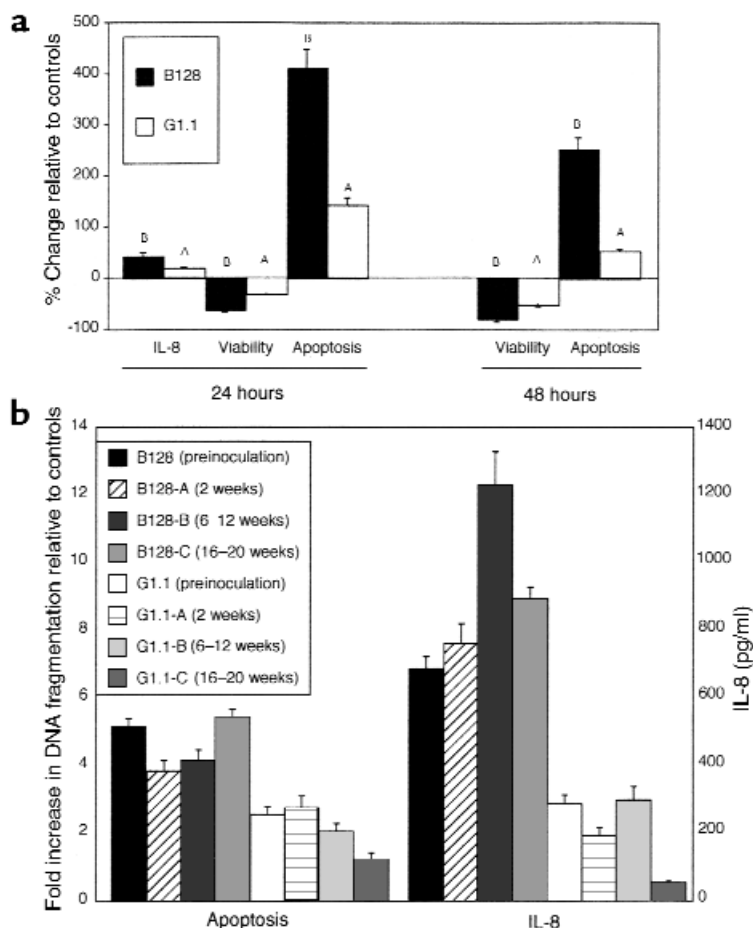 a
% Change relative to controls
500
400
300
200
100
0
-100
B128
G1.1
B
A
B
A
B
A
B
A
B
A
IL-8 Viability Apoptosis Viability Apoptosis
24 hours 48 hours
b
Fold increase in DNA fragmentation relative to controls
14
12
10
8
6
4
2
0
B128 (preinoculation)
B128-A (2 weeks)
B128-B (6 12 weeks)
B128-C (16–20 weeks)
G1.1 (preinoculation)
G1.1-A (2 weeks)
G1.1-B (6–12 weeks)
G1.1-C (16–20 weeks)
1400
1200
1000
800
600
400
200
0
IL-8 (pg/ml)
Apoptosis IL-8